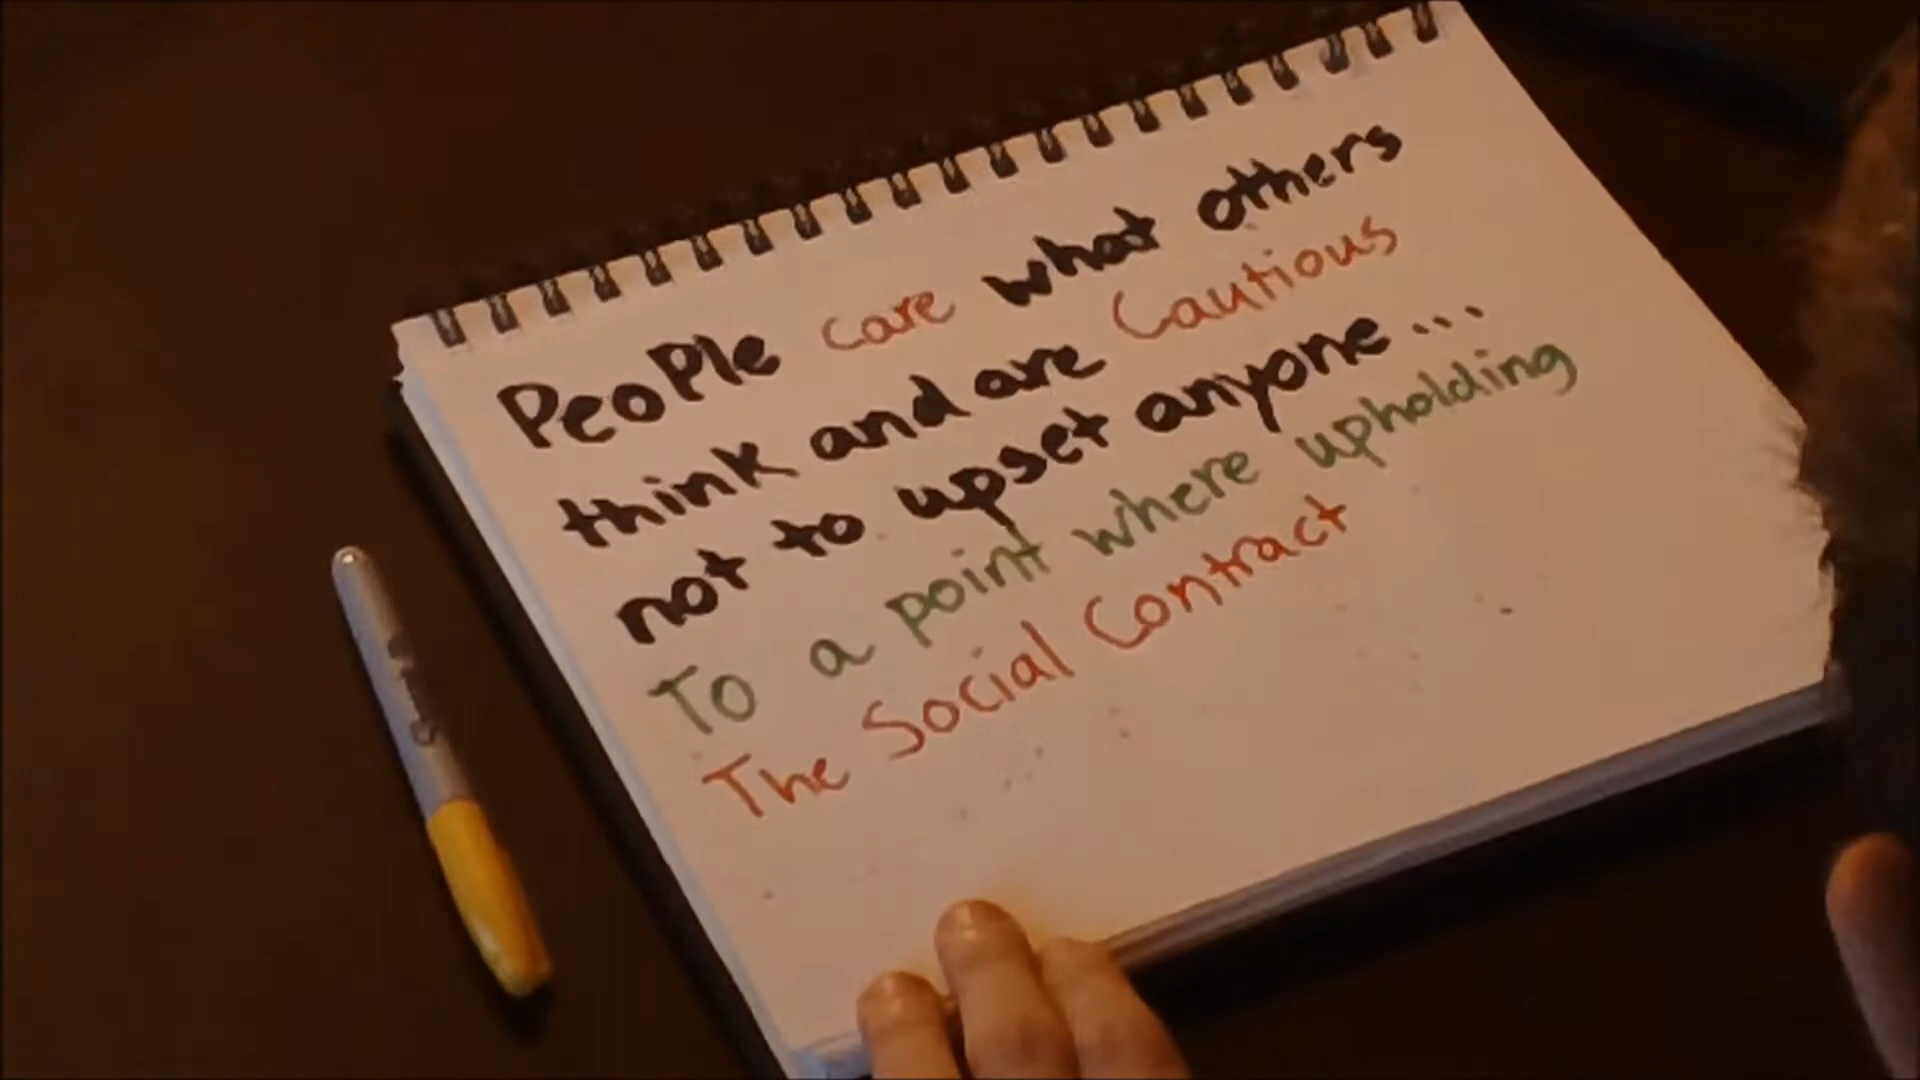 People care what others
think and are Cautious
not to upset anyone...
To a point where upholding
The Social Contract